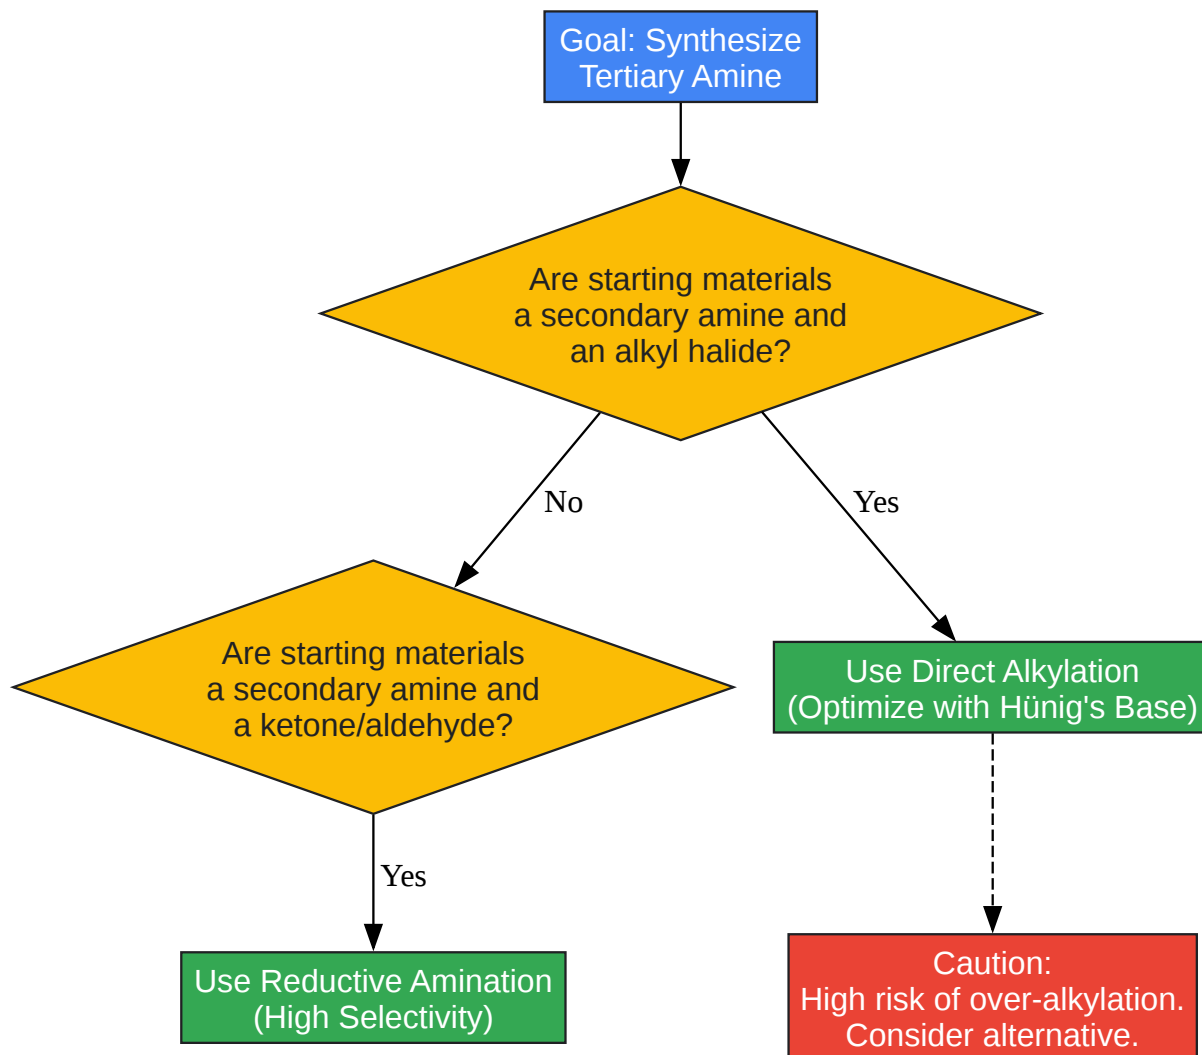 Goal: Synthesize
Tertiary Amine
Are starting materials
a secondary amine and
an alkyl halide?
No
Yes
Are starting materials
a secondary amine and
a ketone/aldehyde?
Use Direct Alkylation
(Optimize with Hünig's Base)
Yes
Use Reductive Amination
(High Selectivity)
Caution:
High risk of over-alkylation.
Consider alternative.